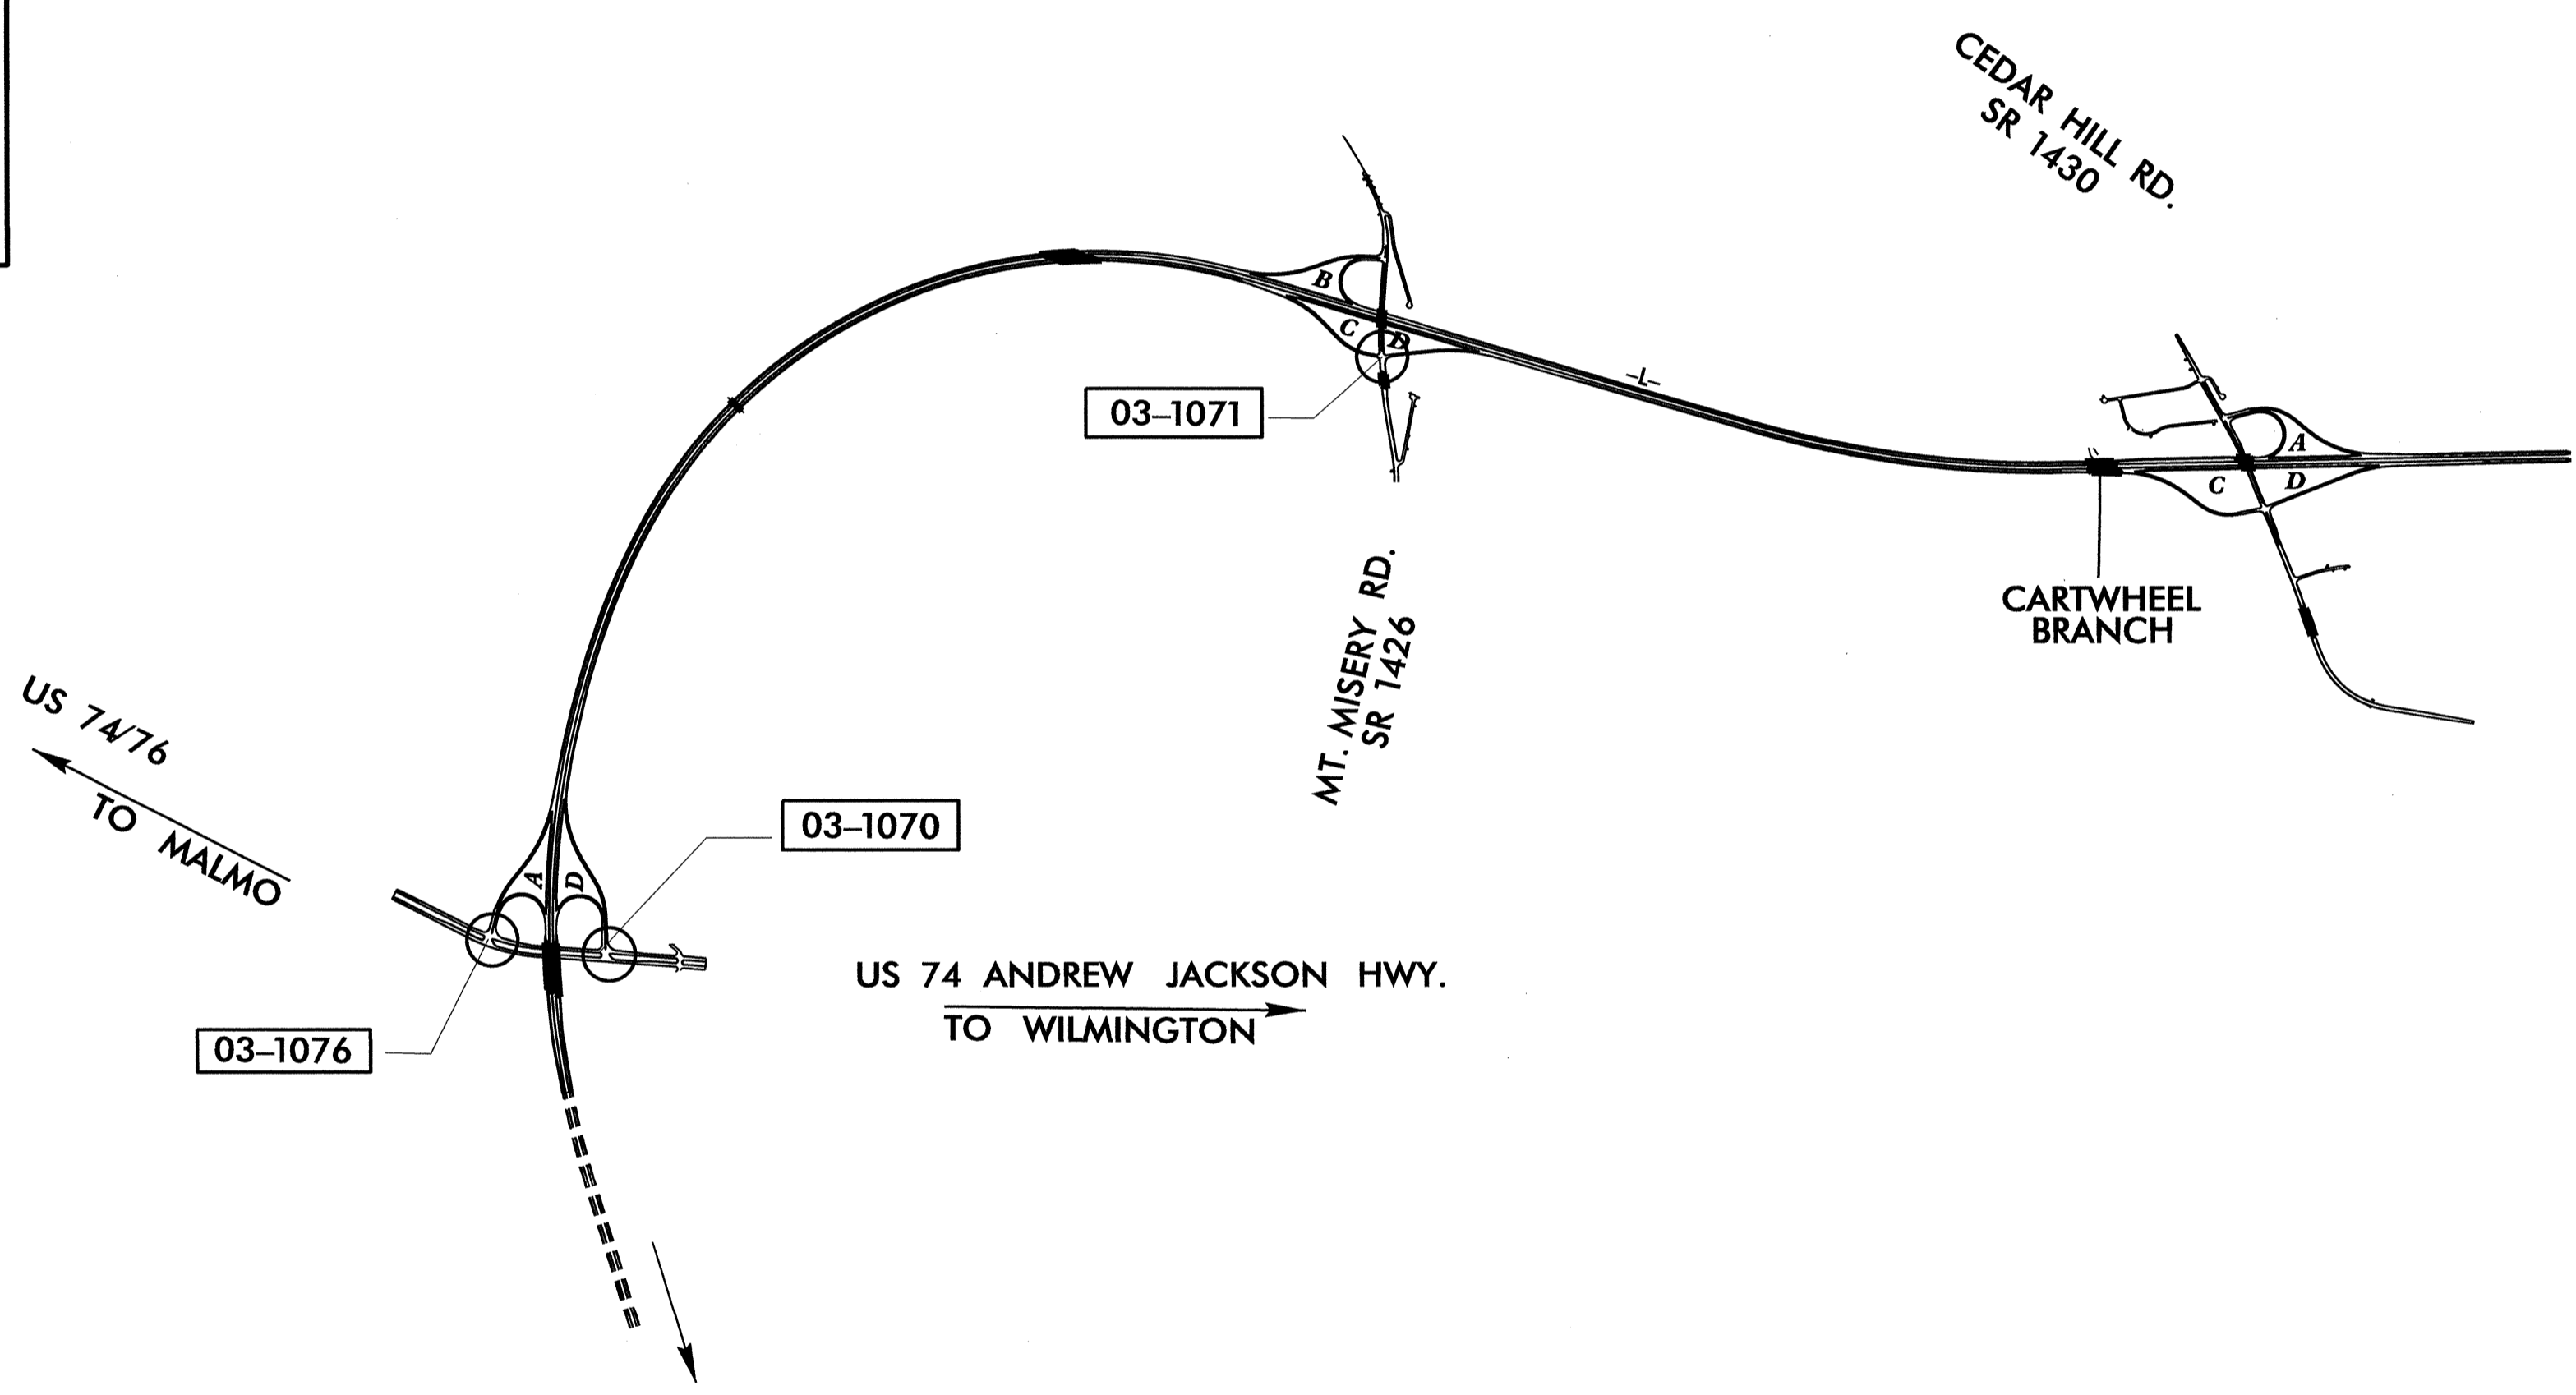 CEDAR HILL RD.
SR 1430
B
C
D
03–1071
–L–
A
C
D
CARTWHEEL
BRANCH
MT. MISERY RD.
SR 1426
US 74/76
TO MALMO
03–1070
A
D
US 74 ANDREW JACKSON HWY.
TO WILMINGTON
03–1076